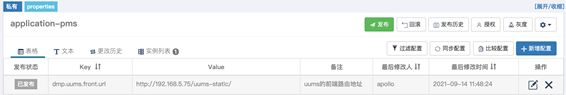 私有 properties [展开/收缩]
application-pms 发布 回滚 发布历史 授权 灰度
表格 文本 更改历史 实例列表 1 过滤配置 同步配置 比较配置 新增配置
发布状态 Key Value 备注 最后修改人 最后修改时间 操作
已发布 dmp.uums.front.url http://192.168.5.75/uums-static/ uums的前端路由地址 apollo 2021-09-14 11:48:24